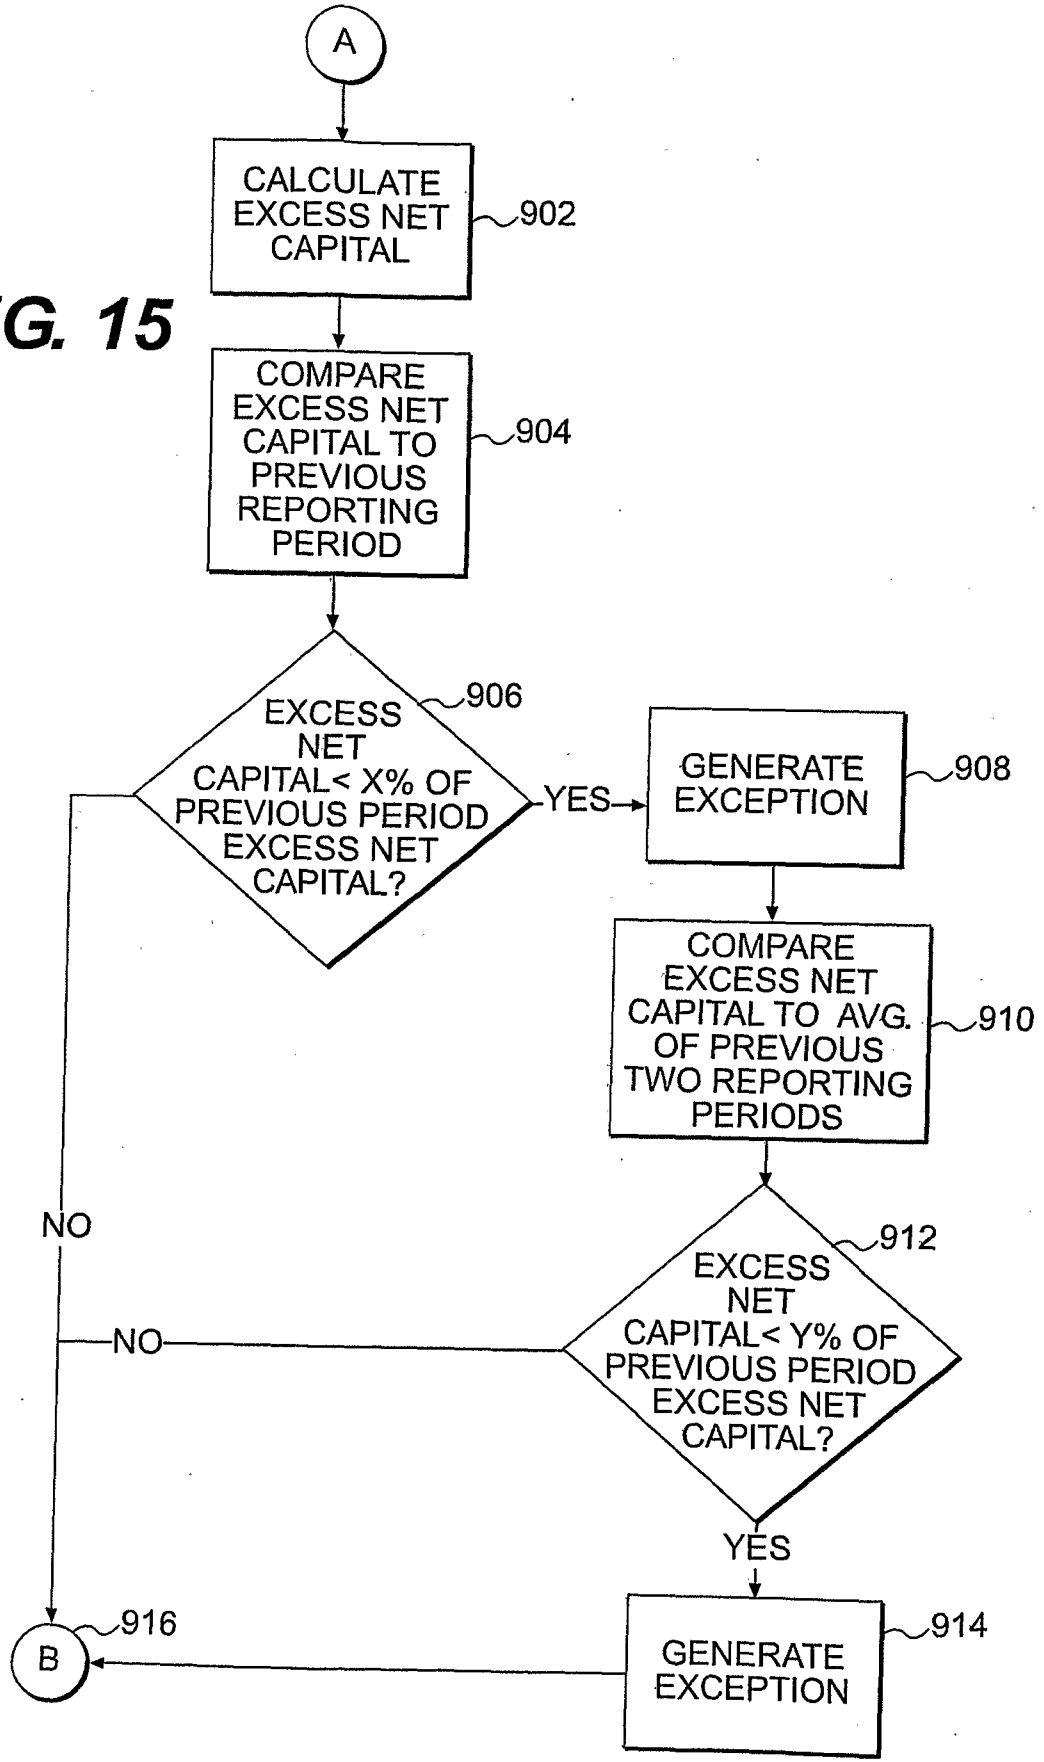 A
CALCULATE
EXCESS NET
CAPITAL
902
G. 15
COMPARE
EXCESS NET
CAPITAL TO
PREVIOUS
REPORTING
PERIOD
904
906
EXCESS
NET
CAPITAL< X% OF
PREVIOUS PERIOD
EXCESS NET
CAPITAL?
YES
GENERATE
EXCEPTION
908
COMPARE
EXCESS NET
CAPITAL TO AVG.
OF PREVIOUS
TWO REPORTING
PERIODS
910
NO
912
EXCESS
NET
CAPITAL< Y% OF
PREVIOUS PERIOD
EXCESS NET
CAPITAL?
NO
YES
916
B
GENERATE
EXCEPTION
914